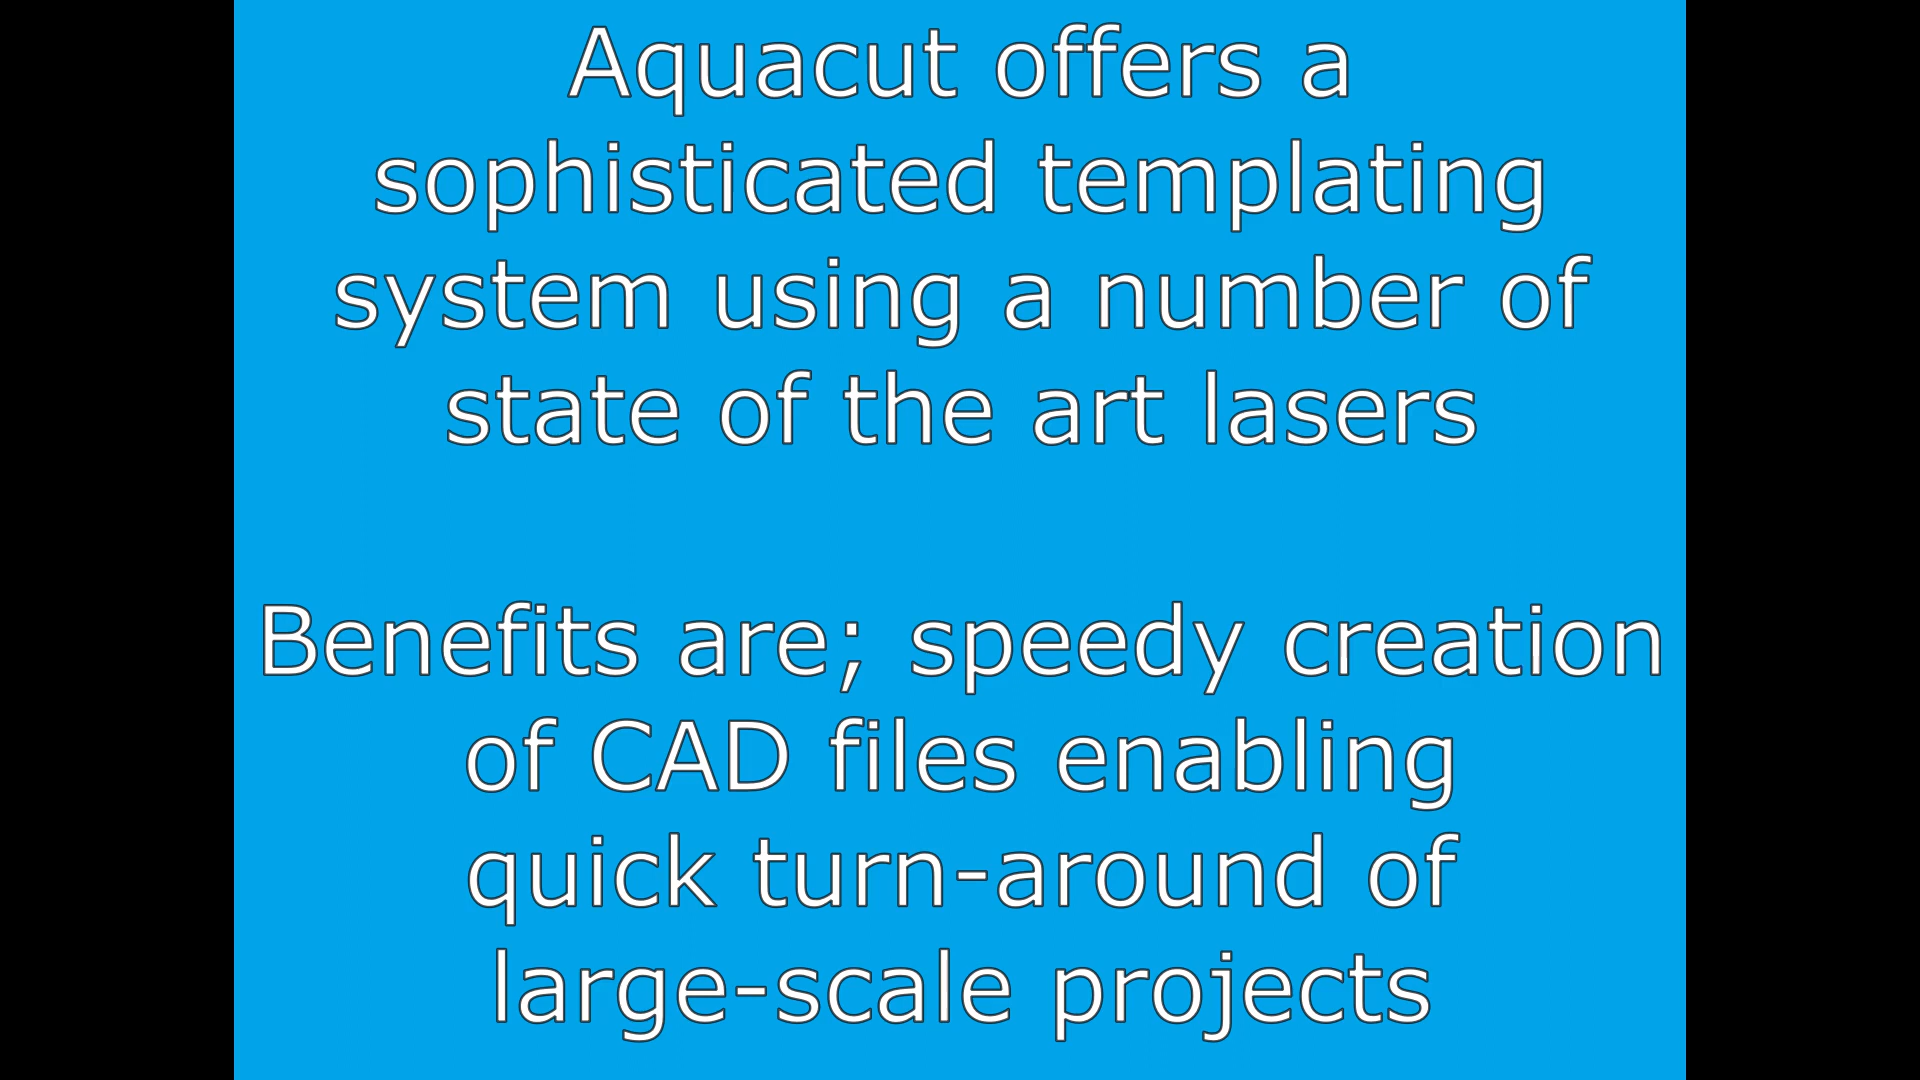 Aquacut offers a
sophisticated templating
system using a number of
state of the art lasers
Benefits are; speedy creation
of CAD files enabling
quick turn-around of
large-scale projects